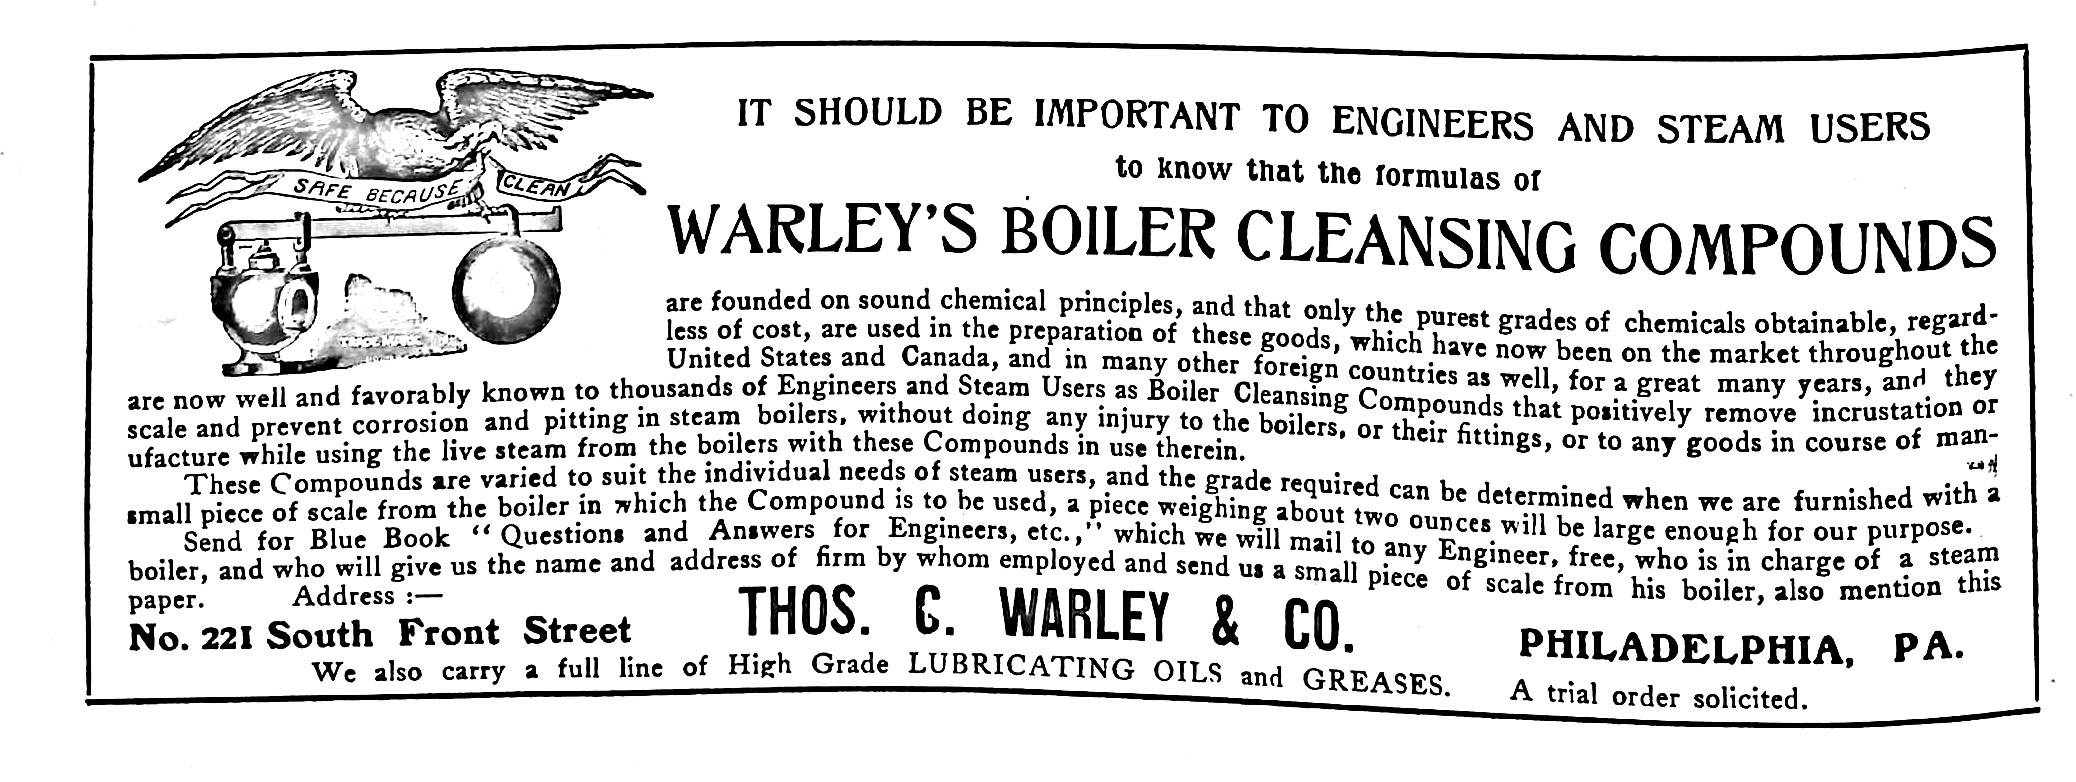 SAFE BECAUSE CLEAN
TRADE MARK
IT SHOULD BE IMPORTANT TO ENGINEERS AND STEAM USERS
to know that the formulas of
WARLEY'S BOILER CLEANSING COMPOUNDS
are founded on sound chemical principles, and that only the purest grades of chemicals obtainable, regard-
less of cost, are used in the preparation of these goods, which have now been on the market throughout the
United States and Canada, and in many other foreign countries as well, for a great many years, and they
are now well and favorably known to thousands of Engineers and Steam Users as Boiler Cleansing Compounds that positively remove incrustation or
scale and prevent corrosion and pitting in steam boilers, without doing any injury to the boilers, or their fittings, or to any goods in course of man-
ufacture while using the live steam from the boilers with these Compounds in use therein.
These Compounds are varied to suit the individual needs of steam users, and the grade required can be determined when we are furnished with a
small piece of scale from the boiler in which the Compound is to be used, a piece weighing about two ounces will be large enough for our purpose.
Send for Blue Book "Questions and Answers for Engineers, etc.," which we will mail to any Engineer, free, who is in charge of a steam
boiler, and who will give us the name and address of firm by whom employed and send us a small piece of scale from his boiler, also mention this
paper. Address :—
No. 221 South Front Street THOS. C. WARLEY & CO. PHILADELPHIA, PA.
We also carry a full line of High Grade LUBRICATING OILS and GREASES. A trial order solicited.